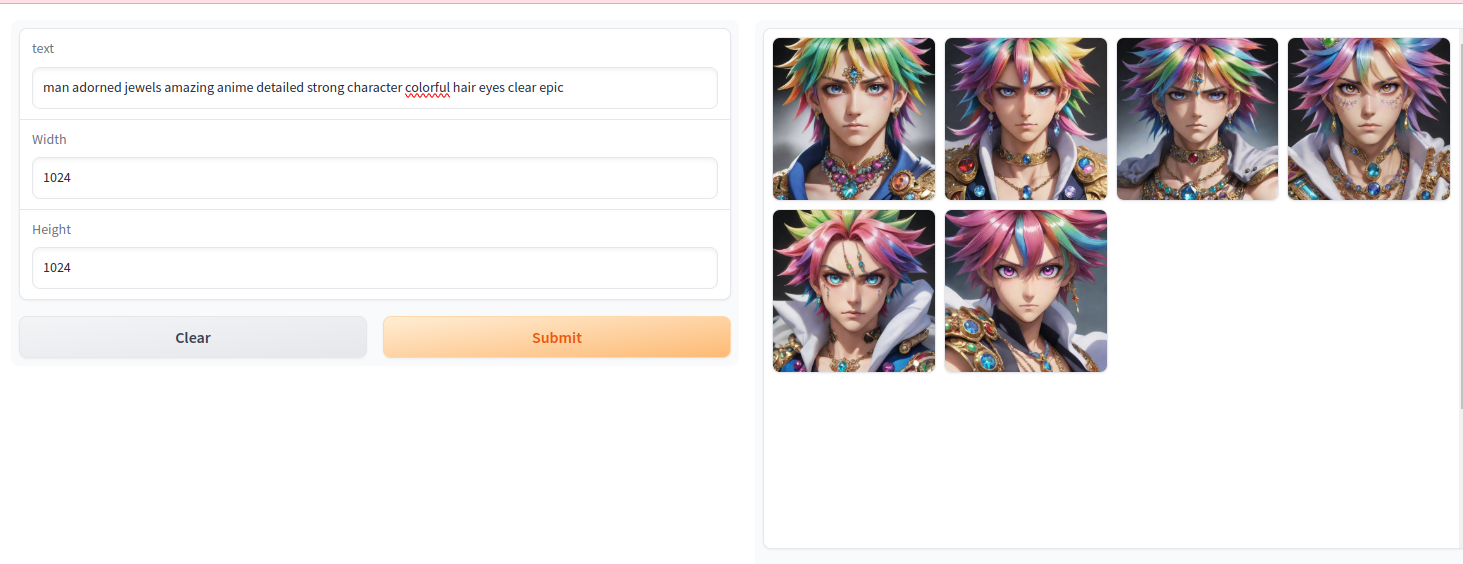 text
man adorned jewels amazing anime detailed strong character colorful hair eyes clear epic
Width
1024
Height
1024
Clear
Submit